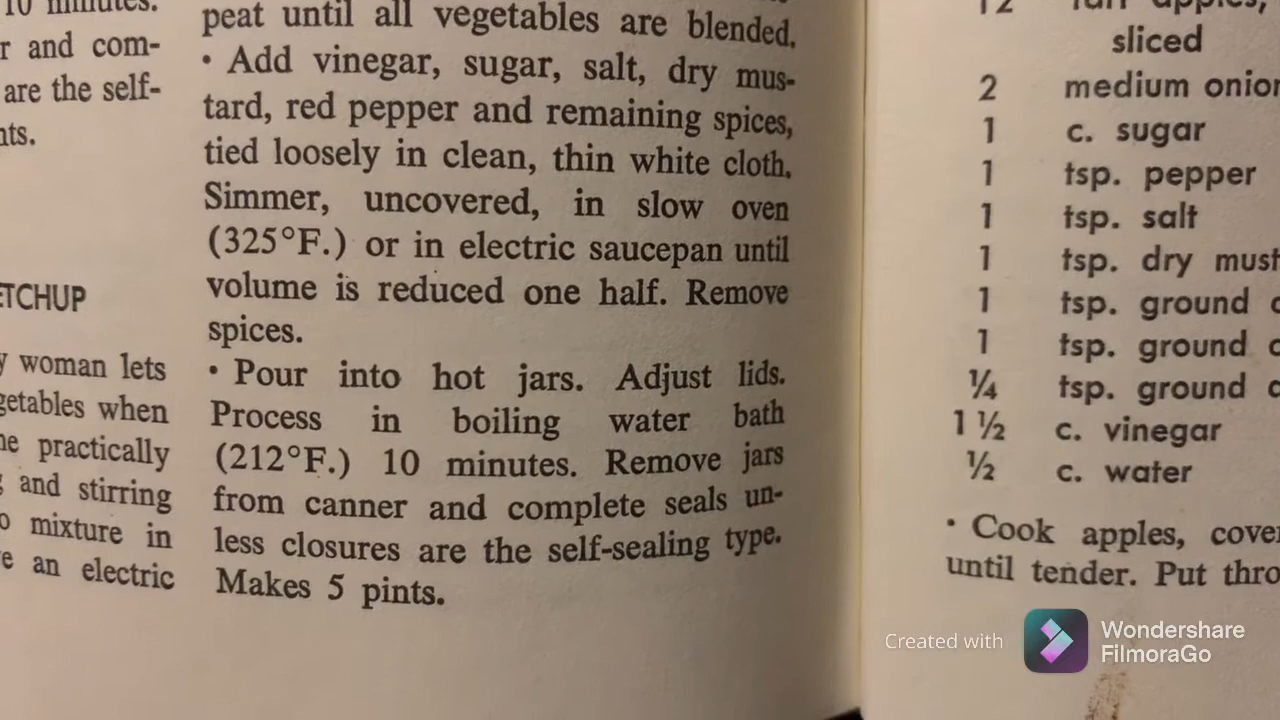 10 minutes.
r and com-
are the self-
nts.
ETCHUP
y woman lets
getables when
ne practically
and stirring
o mixture in
e an electric
peat until all vegetables are blended.
• Add vinegar, sugar, salt, dry mus-
tard, red pepper and remaining spices,
tied loosely in clean, thin white cloth.
Simmer, uncovered, in slow oven
(325°F.) or in electric saucepan until
volume is reduced one half. Remove
spices.
• Pour into hot jars. Adjust lids.
Process in boiling water bath
(212°F.) 10 minutes. Remove jars
from canner and complete seals un-
less closures are the self-sealing type.
Makes 5 pints.
12 apples,
sliced
2 medium onion
1 c. sugar
1 tsp. pepper
1 tsp. salt
1 tsp. dry must
1 tsp. ground
1 tsp. ground
¼ tsp. ground
1 ½ c. vinegar
½ c. water
• Cook apples, cover
until tender. Put thro
Created with
Wondershare
FilmoraGo